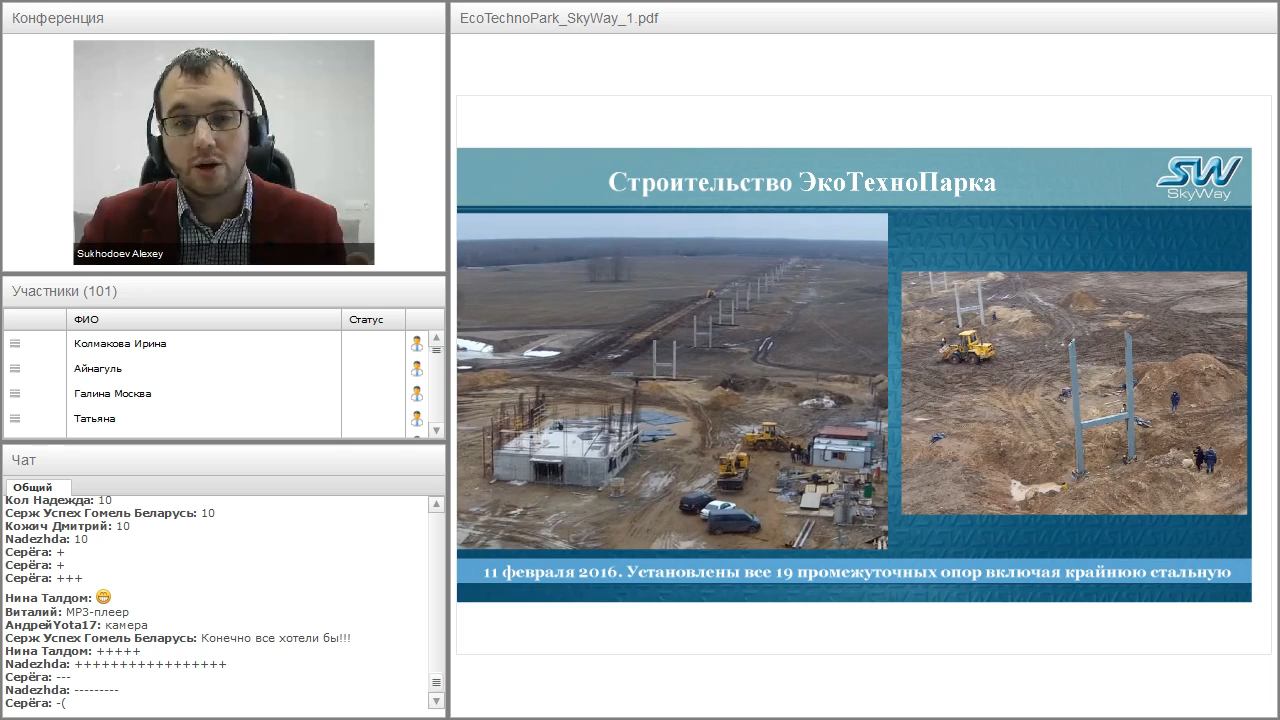 Конференция
Sukhodoev Alexey
Участники (101)
ФИО
Статус
Колмакова Ирина
Айнагуль
Галина Москва
Татьяна
Чат
Общий
Кол Надежда: 10
Серж Успех Гомель Беларусь: 10
Кожич Дмитрий: 10
Nadezhda: 10
Серёга: +
Серёга: +
Серёга: +++
Нина Талдом:
Виталий: MP3-плеер
АндрейYota17: камера
Серж Успех Гомель Беларусь: Конечно все хотели бы!!!
Нина Талдом: +++++
Nadezhda: +++++++++++++++++
Серёга: ---
Nadezhda: ---------
Серёга: -(
EcoTechnoPark_SkyWay_1.pdf
Строительство ЭкоТехноПарка
SW
SkyWay
11 февраля 2016. Установлены все 19 промежуточных опор включая крайнюю стальную